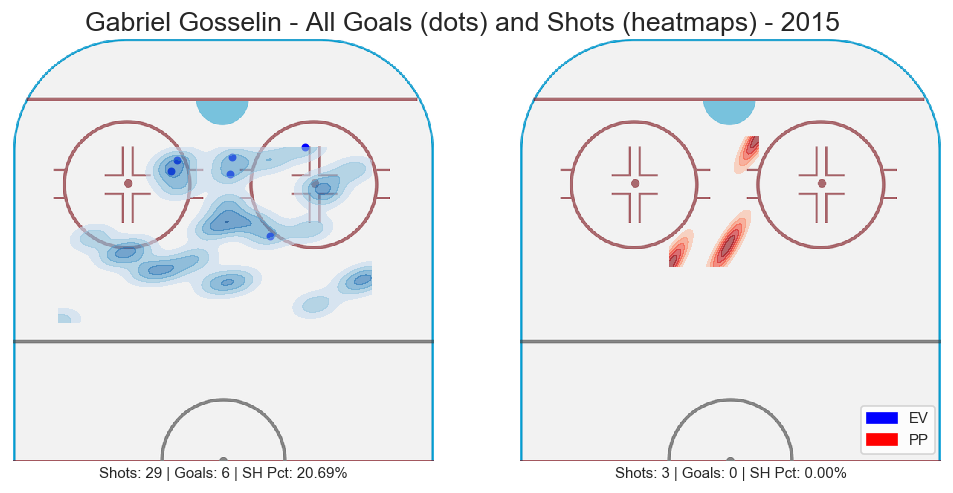 Gabriel Gosselin - All Goals (dots) and Shots (heatmaps) - 2015
EV
PP
Shots: 29 | Goals: 6 | SH Pct: 20.69%
Shots: 3 | Goals: 0 | SH Pct: 0.00%